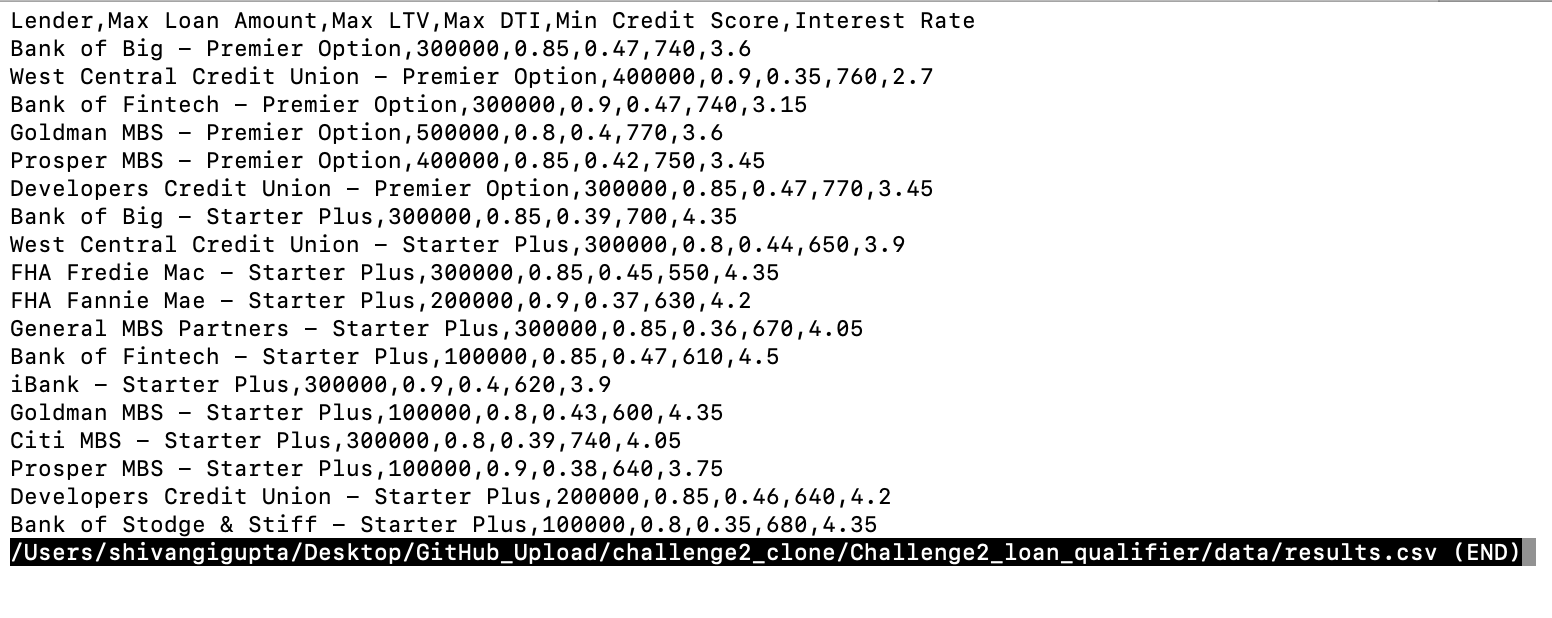 Lender,Max Loan Amount,Max LTV,Max DTI,Min Credit Score,Interest Rate
Bank of Big – Premier Option,300000,0.85,0.47,740,3.6
West Central Credit Union – Premier Option,400000,0.9,0.35,760,2.7
Bank of Fintech – Premier Option,300000,0.9,0.47,740,3.15
Goldman MBS – Premier Option,500000,0.8,0.4,770,3.6
Prosper MBS – Premier Option,400000,0.85,0.42,750,3.45
Developers Credit Union – Premier Option,300000,0.85,0.47,770,3.45
Bank of Big – Starter Plus,300000,0.85,0.39,700,4.35
West Central Credit Union – Starter Plus,300000,0.8,0.44,650,3.9
FHA Fredie Mac – Starter Plus,300000,0.85,0.45,550,4.35
FHA Fannie Mae – Starter Plus,200000,0.9,0.37,630,4.2
General MBS Partners – Starter Plus,300000,0.85,0.36,670,4.05
Bank of Fintech – Starter Plus,100000,0.85,0.47,610,4.5
iBank – Starter Plus,300000,0.9,0.4,620,3.9
Goldman MBS – Starter Plus,100000,0.8,0.43,600,4.35
Citi MBS – Starter Plus,300000,0.8,0.39,740,4.05
Prosper MBS – Starter Plus,100000,0.9,0.38,640,3.75
Developers Credit Union – Starter Plus,200000,0.85,0.46,640,4.2
Bank of Stodge & Stiff – Starter Plus,100000,0.8,0.35,680,4.35
/Users/shivangigupta/Desktop/GitHub_Upload/challenge2_clone/Challenge2_loan_qualifier/data/results.csv (END)